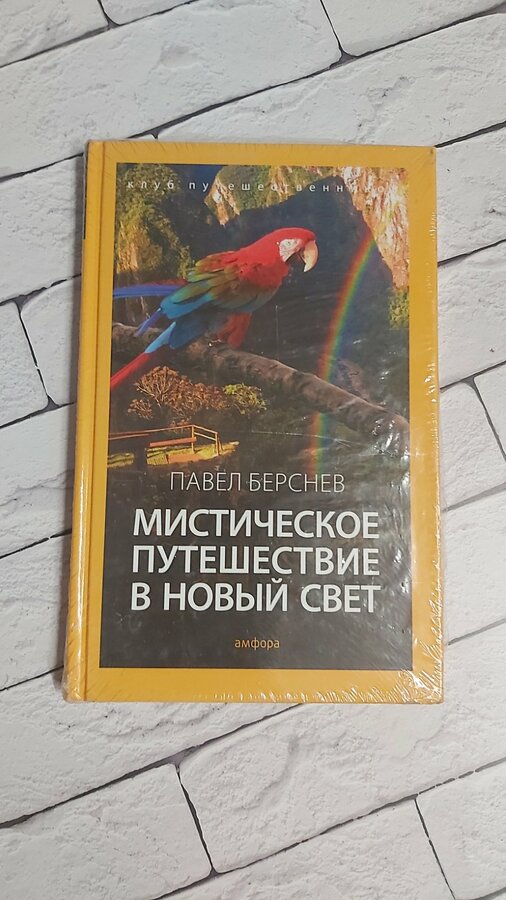 клуб путешественников
ПАВЕЛ БЕРСНЕВ
МИСТИЧЕСКОЕ
ПУТЕШЕСТВИЕ
В НОВЫЙ СВЕТ
амфора